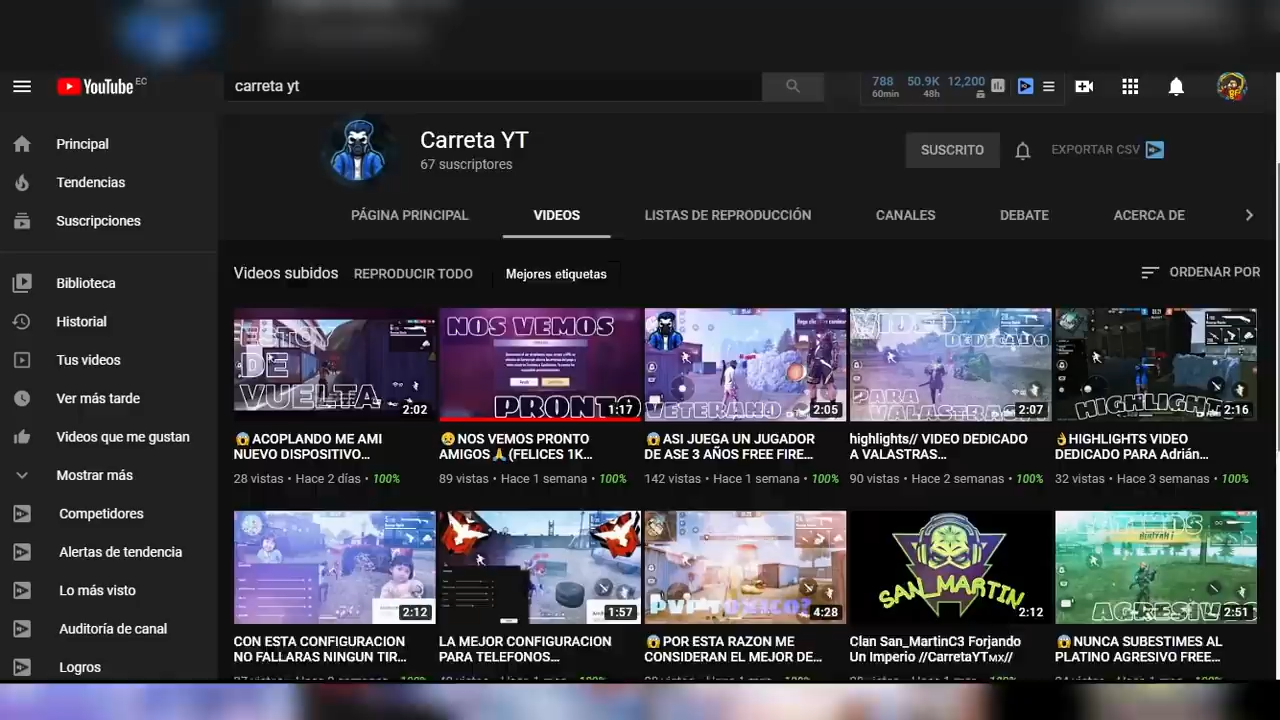 YouTube EC
carreta yt
788 50.9K 12,200
60min 48h
Principal
Tendencias
Suscripciones
Biblioteca
Historial
Tus videos
Ver más tarde
Videos que me gustan
Mostrar más
Competidores
Alertas de tendencia
Lo más visto
Auditoria de canal
Logros
Carreta YT
67 suscriptores
SUSCRITO
EXPORTAR CSV
PÁGINA PRINCIPAL VIDEOS LISTAS DE REPRODUCCIÓN CANALES DEBATE ACERCA DE
Videos subidos REPRODUCIR TODO Mejores etiquetas ORDENAR POR
ESTOY
DE
VUELTA
2:02
😱ACOPLANDO ME AMI
NUEVO DISPOSITIVO...
28 vistas • Hace 2 días • 100%
NOS VEMOS
PRONTO
1:17
😣NOS VEMOS PRONTO
AMIGOS🙏(FELICES 1K...
89 vistas • Hace 1 semana • 100%
VETERANO
2:05
😱ASI JUEGA UN JUGADOR
DE ASE 3 AÑOS FREE FIRE...
142 vistas • Hace 1 semana • 100%
VIDEO
DEDICADO
PARA
VALASTRAS
2:07
highlights// VIDEO DEDICADO
A VALASTRAS...
90 vistas • Hace 2 semanas • 100%
HIGHLIGHT
2:16
👌HIGHLIGHTS VIDEO
DEDICADO PARA Adrián...
32 vistas • Hace 3 semanas • 100%
2:12
CON ESTA CONFIGURACION
NO FALLARAS NINGUN TIR...
1:57
LA MEJOR CONFIGURACION
PARA TELEFONOS...
PVP TOXICO?
4:28
😱POR ESTA RAZON ME
CONSIDERAN EL MEJOR DE...
SAN_MARTIN
2:12
Clan San_MartinC3 Forjando
Un Imperio //CarretaYTᴍx//
AGRESIVO
2:51
😱NUNCA SUBESTIMES AL
PLATINO AGRESIVO FREE...